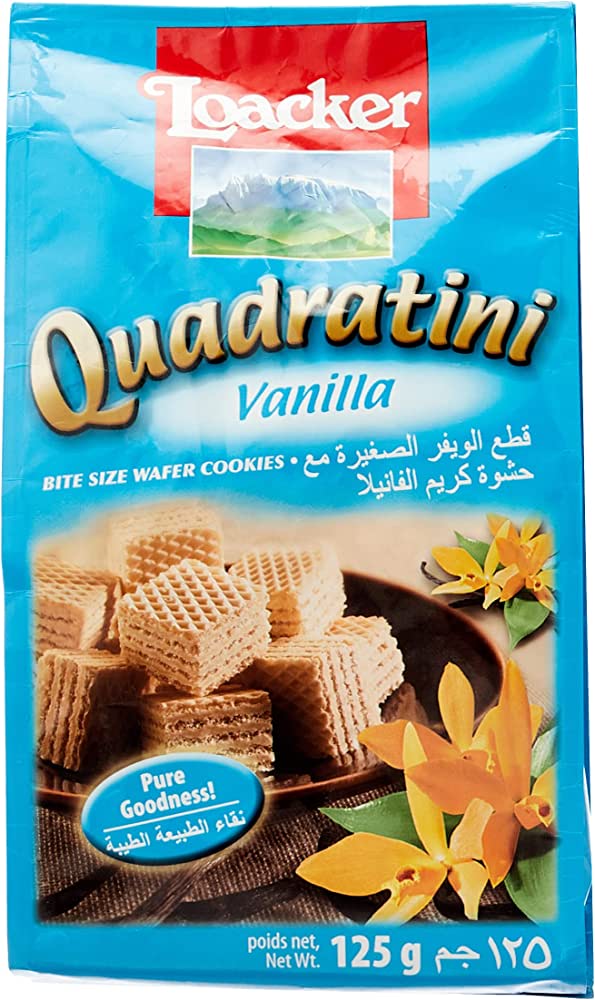 Loacker
Quadratini
Vanilla
BITE SIZE WAFER COOKIES • قطع الويفر الصغيرة مع
حشوة كريم الفانيلا
Pure
Goodness!
نقاء الطبيعة الطيبة
poids net,
Net Wt. 125 g جم ١٢٥